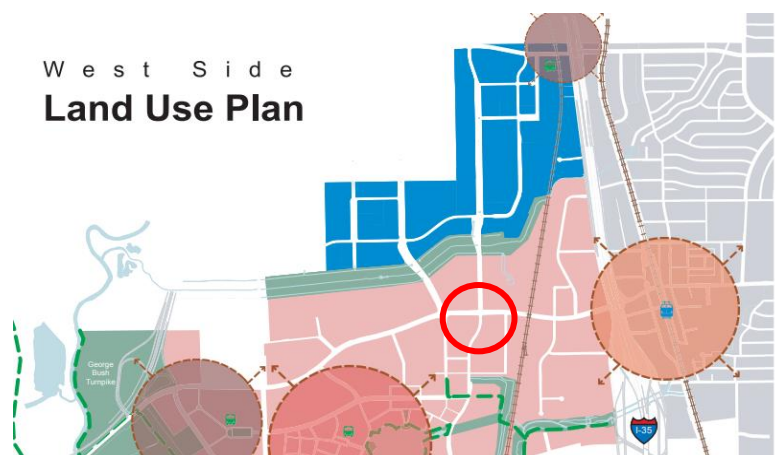 West Side
Land Use Plan
George
Bush
Turnpike
I-35